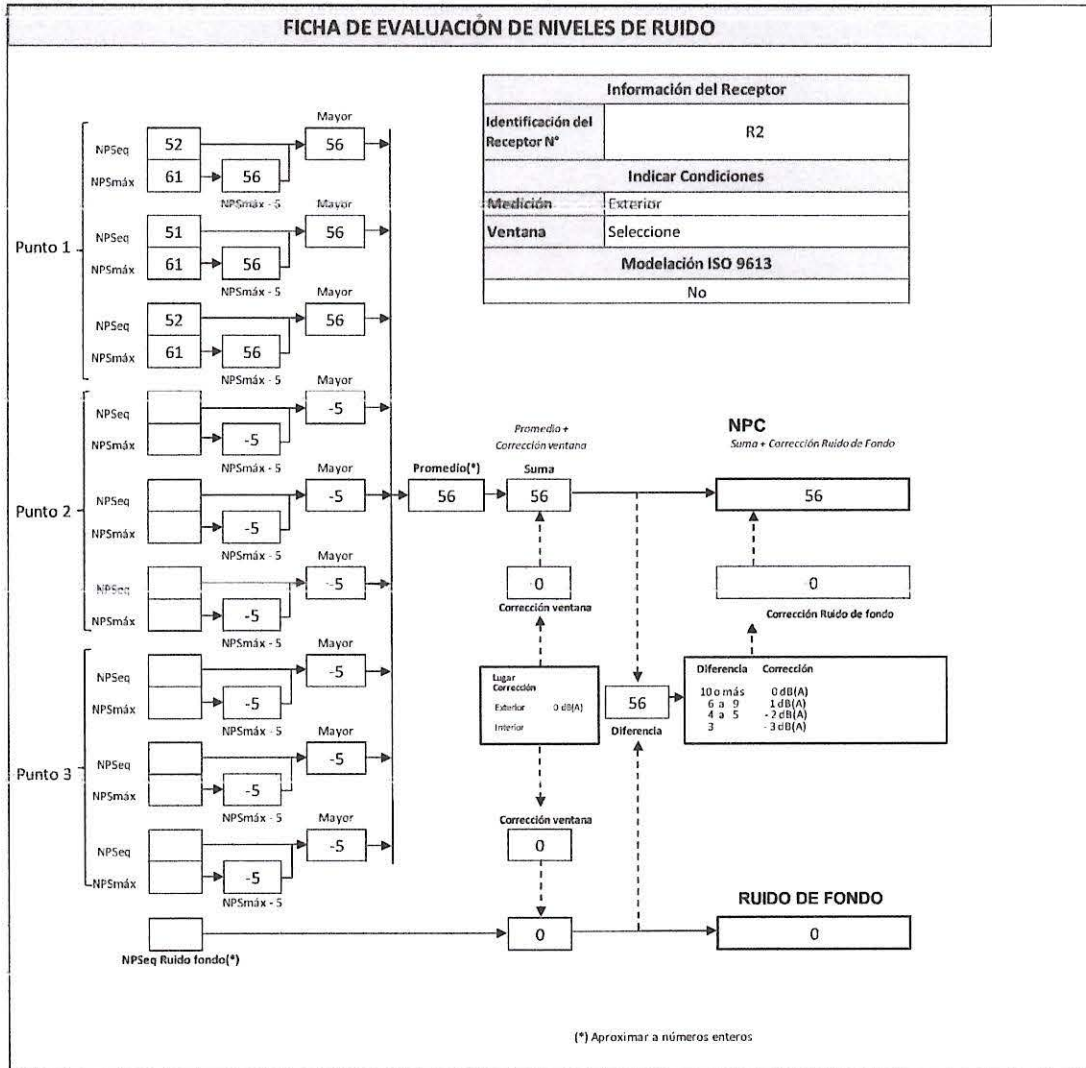 FICHA DE EVALUACIÓN DE NIVELES DE RUIDO
Información del Receptor
Identificación del Receptor N°
R2
Indicar Condiciones
Medición Exterior
Ventana Seleccione
Modelación ISO 9613
No
Punto 1
Mayor
NPSeq 52 56
NPSmáx 61 56
NPSmáx - 5
Mayor
NPSeq 51 56
NPSmáx 61 56
NPSmáx - 5
Mayor
NPSeq 52 56
NPSmáx 61 56
NPSmáx - 5
Punto 2
Mayor
NPSeq -5
NPSmáx -5
NPSmáx - 5
Mayor
NPSeq -5
NPSmáx -5
NPSmáx - 5
Mayor
NPSeq -5
NPSmáx -5
NPSmáx - 5
Punto 3
Mayor
NPSeq -5
NPSmáx -5
NPSmáx - 5
Mayor
NPSeq -5
NPSmáx -5
NPSmáx - 5
Mayor
NPSeq -5
NPSmáx -5
NPSmáx - 5
NPSeq Ruido fondo(*)
Promedio(*)
56
Promedio +
Corrección ventana
Suma
56
0
Corrección ventana
Lugar
Corrección
Exterior 0 dB(A)
Interior
Corrección ventana
0
0
56
Diferencia
NPC
Suma + Corrección Ruido de Fondo
56
0
Corrección Ruido de fondo
Diferencia Corrección
10 o más 0 dB(A)
6 a 9 1 dB(A)
4 a 5 - 2 dB(A)
3 - 3 dB(A)
RUIDO DE FONDO
0
(*) Aproximar a números enteros